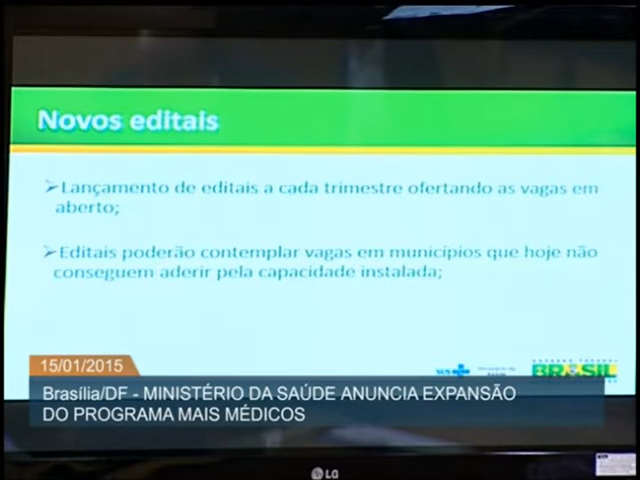 Novos editais
➢Lançamento de editais a cada trimestre ofertando as vagas em
aberto;
➢Editais poderão contemplar vagas em municípios que hoje não
conseguem aderir pela capacidade instalada;
15/01/2015
SUS
BRASIL
Brasília/DF - MINISTÉRIO DA SAÚDE ANUNCIA EXPANSÃO
DO PROGRAMA MAIS MÉDICOS
LG